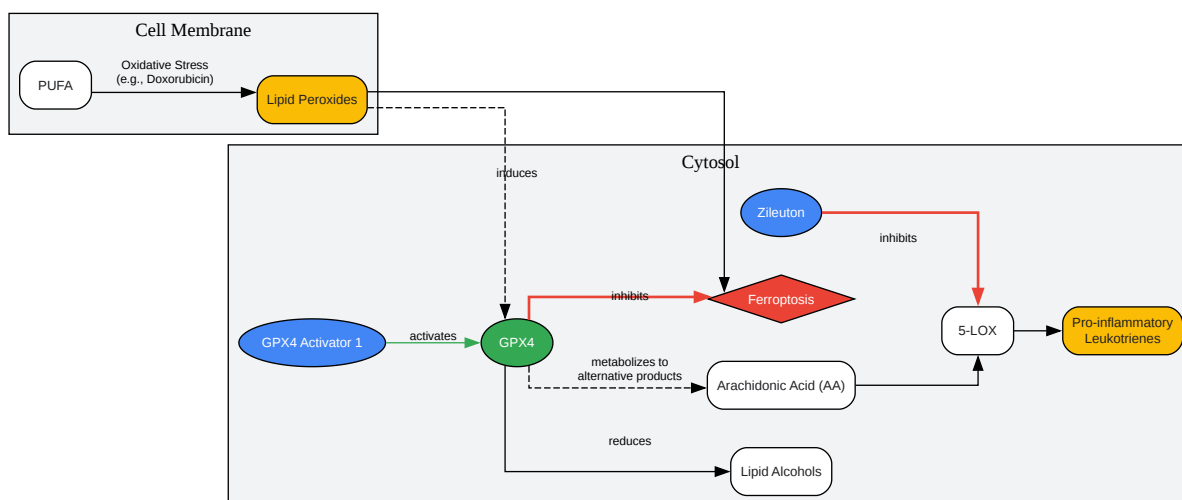 Cell Membrane
Oxidative Stress
(e.g., Doxorubicin)
PUFA
Lipid Peroxides
Cytosol
induces
Zileuton
inhibits
inhibits
Ferroptosis
GPX4 Activator 1
activates
GPX4
5-LOX
Pro-inflammatory
Leukotrienes
metabolizes to
alternative products
Arachidonic Acid (AA)
reduces
Lipid Alcohols